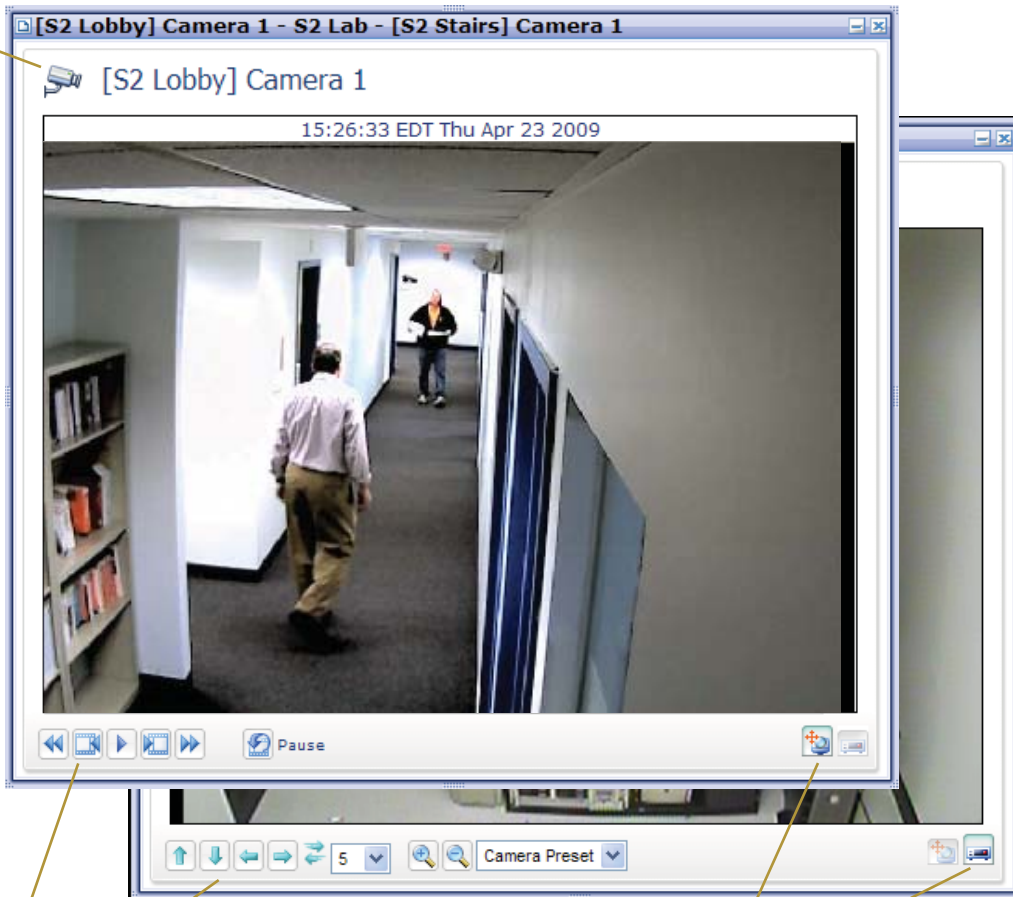 [S2 Lobby] Camera 1 - S2 Lab - [S2 Stairs] Camera 1
[S2 Lobby] Camera 1
15:26:33 EDT Thu Apr 23 2009
Pause
5
Camera Preset